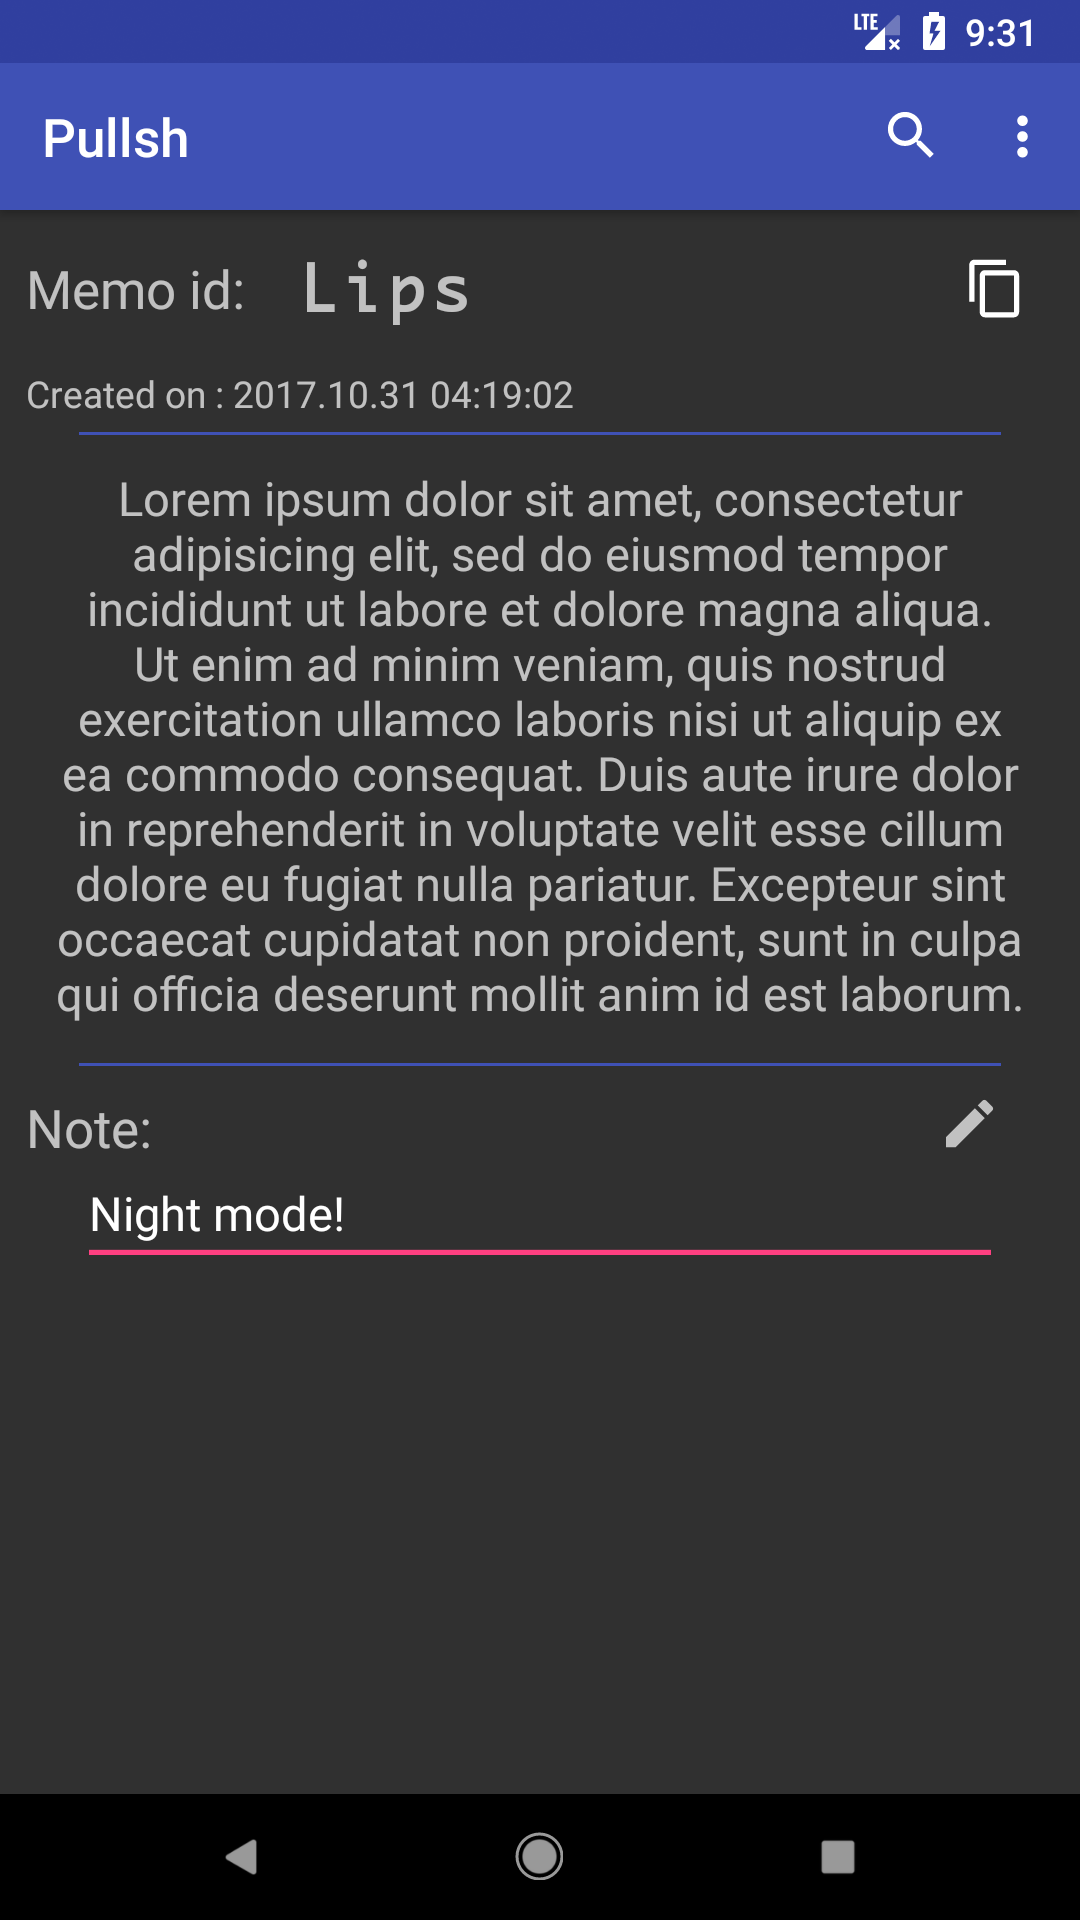 LTE 9:31
Pullsh
Memo id: Lips
Created on : 2017.10.31 04:19:02
Lorem ipsum dolor sit amet, consectetur
adipisicing elit, sed do eiusmod tempor
incididunt ut labore et dolore magna aliqua.
Ut enim ad minim veniam, quis nostrud
exercitation ullamco laboris nisi ut aliquip ex
ea commodo consequat. Duis aute irure dolor
in reprehenderit in voluptate velit esse cillum
dolore eu fugiat nulla pariatur. Excepteur sint
occaecat cupidatat non proident, sunt in culpa
qui officia deserunt mollit anim id est laborum.
Note:
Night mode!